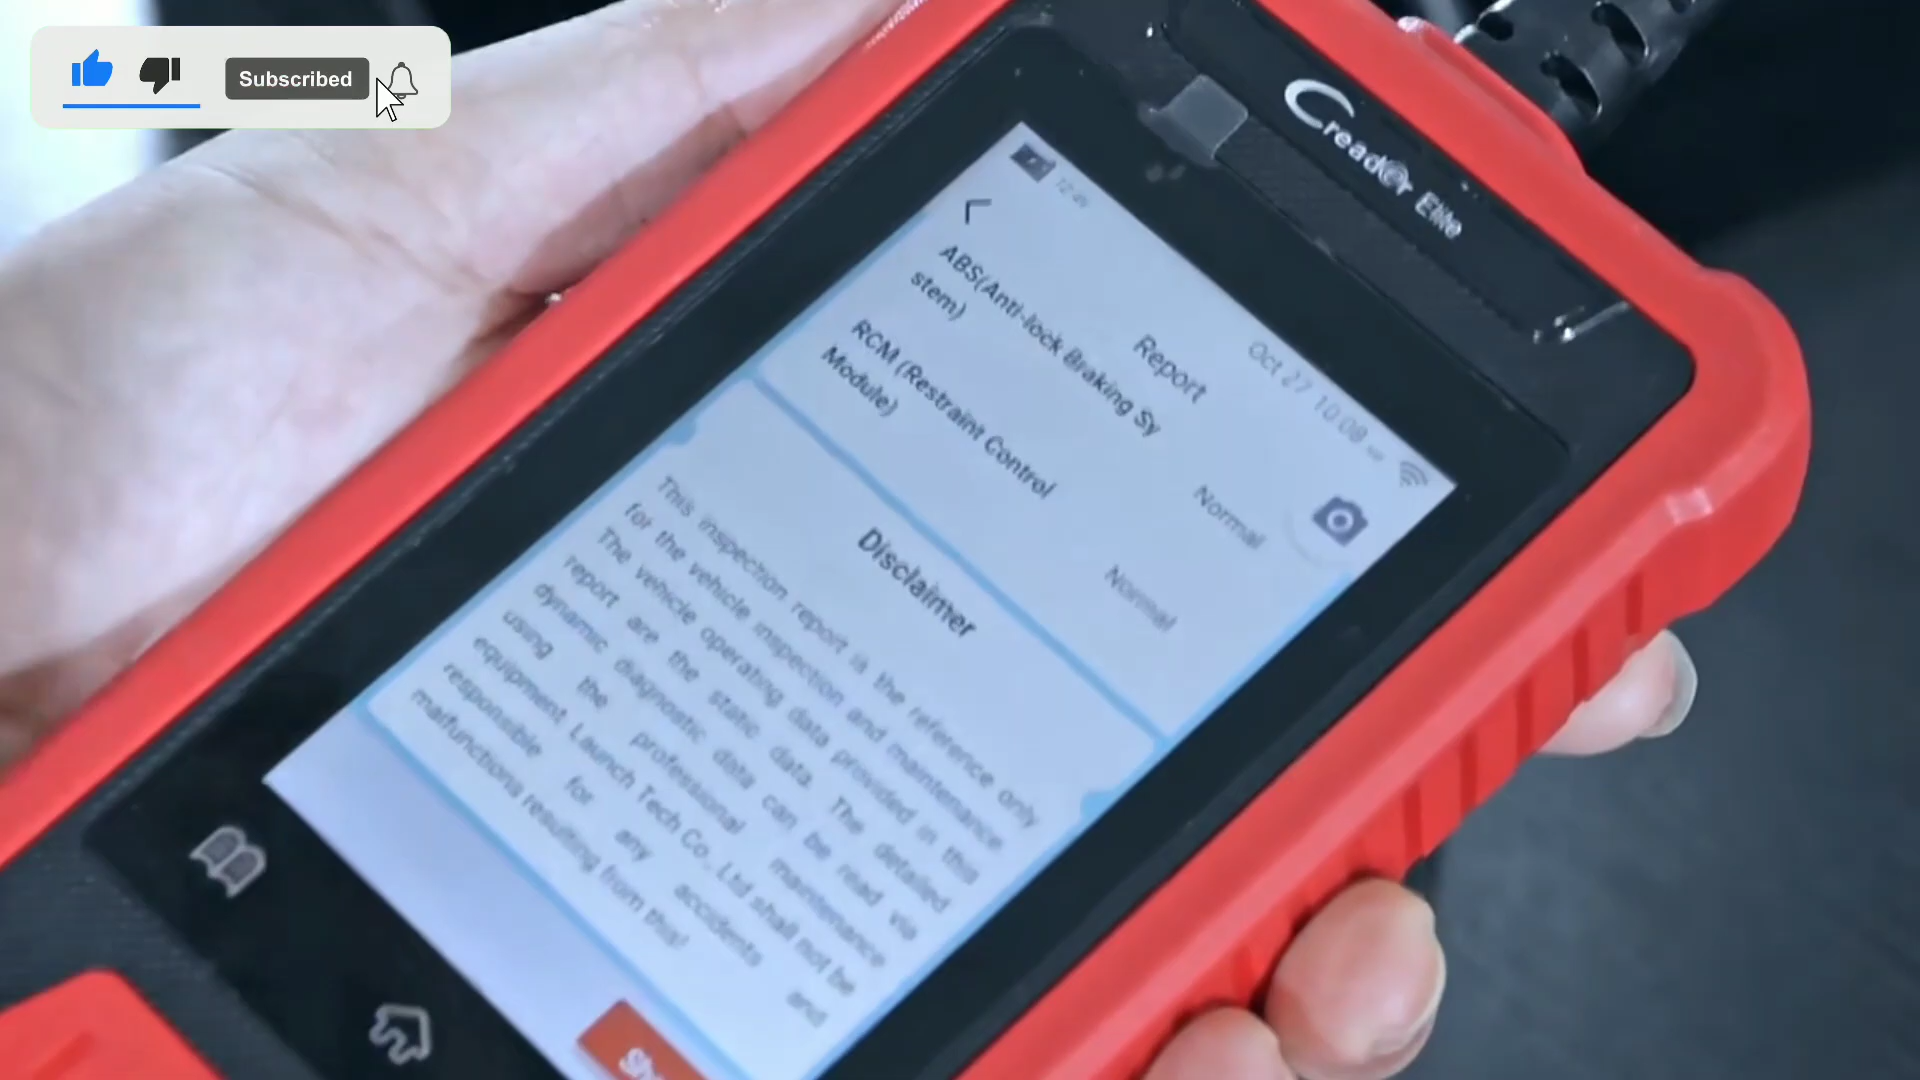 Subscribed
Cread@r Elite
12.4V
Oct 27 10:08
Report
ABS(Anti-lock Braking Sy
stem)
Normal
RCM (Restraint Control
Module)
Normal
Disclaimer
This inspection report is the reference only
for the vehicle inspection and maintenance.
The vehicle operating data provided in this
report are the static data. The detailed
dynamic diagnostic data can be read via
using the professional maintenance
equipment. Launch Tech Co., Ltd shall not be
responsible for any accidents and
malfunctions resulting from this!